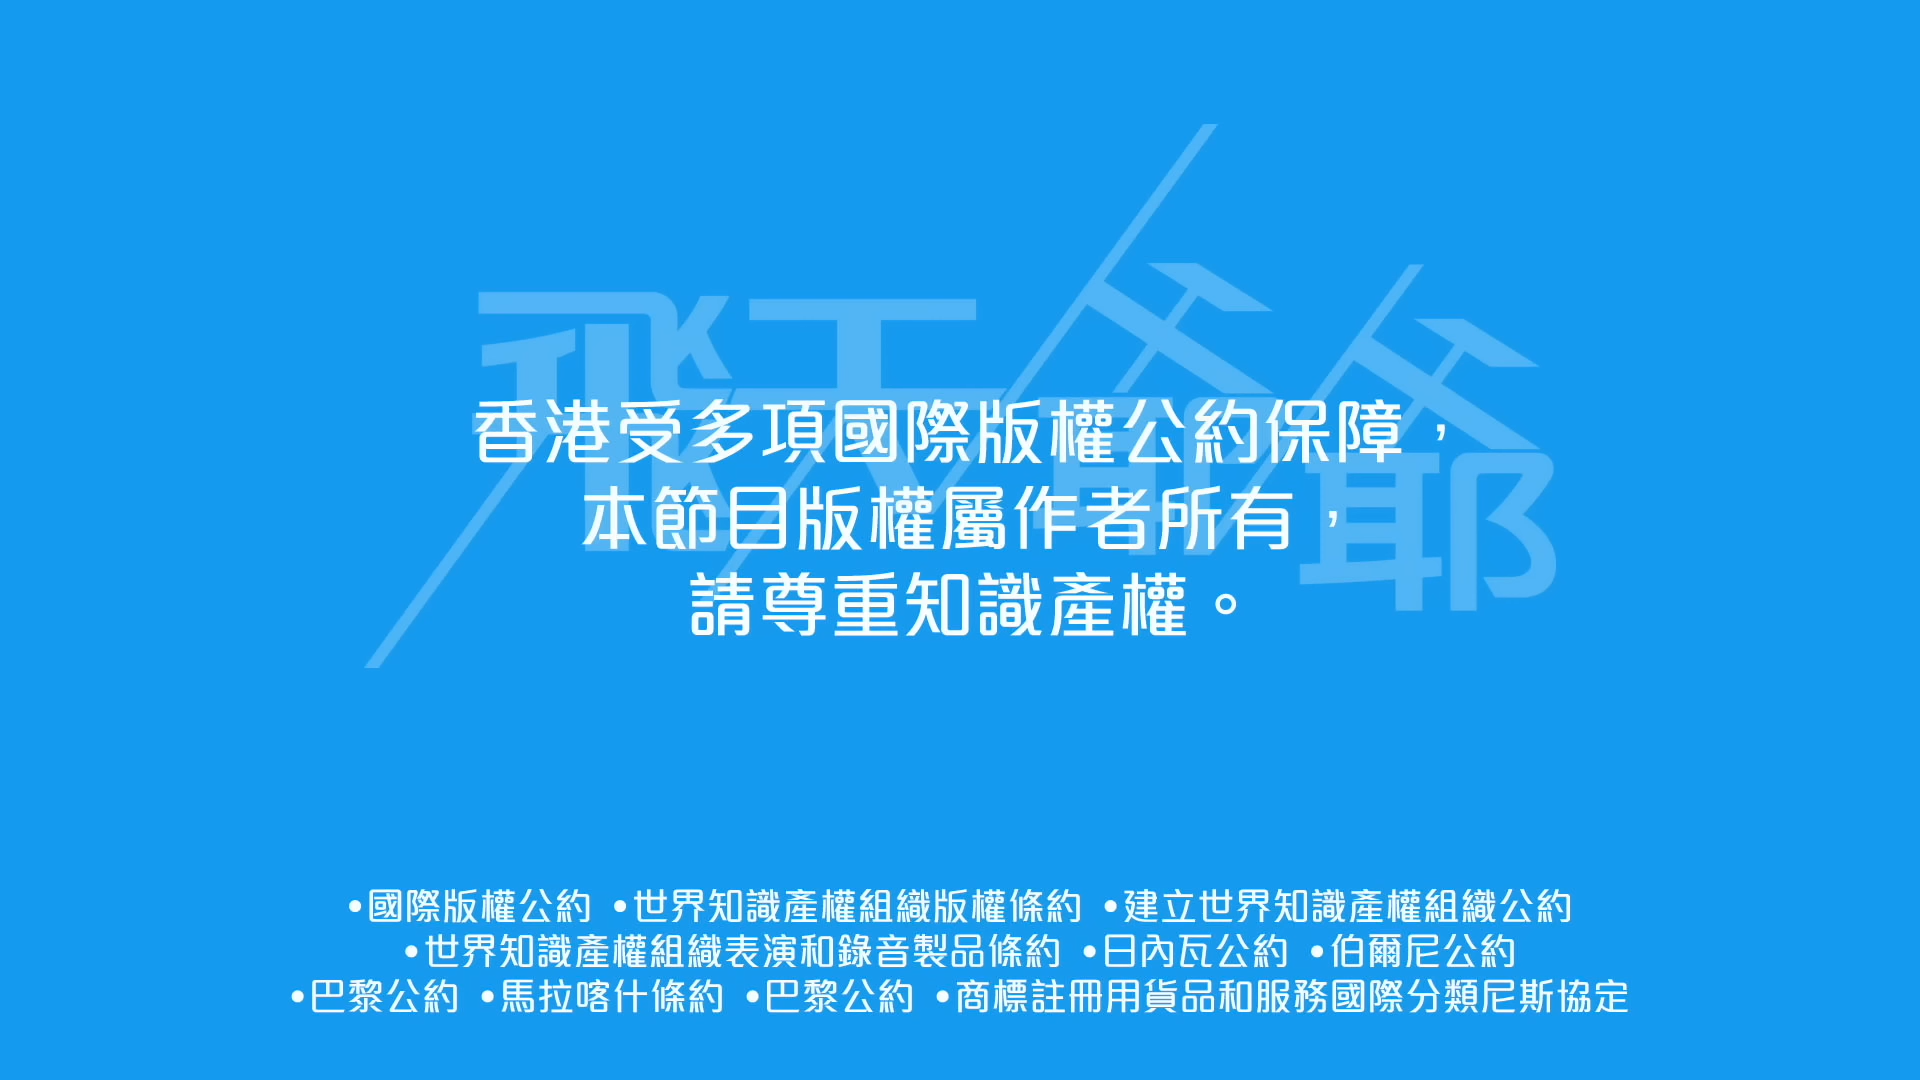 飛天爺爺
香港受多項國際版權公約保障，
本節目版權屬作者所有，
請尊重知識產權。
•國際版權公約 •世界知識產權組織版權條約 •建立世界知識產權組織公約
•世界知識產權組織表演和錄音製品條約 •日內瓦公約 •伯爾尼公約
•巴黎公約 •馬拉喀什條約 •巴黎公約 •商標註冊用貨品和服務國際分類尼斯協定